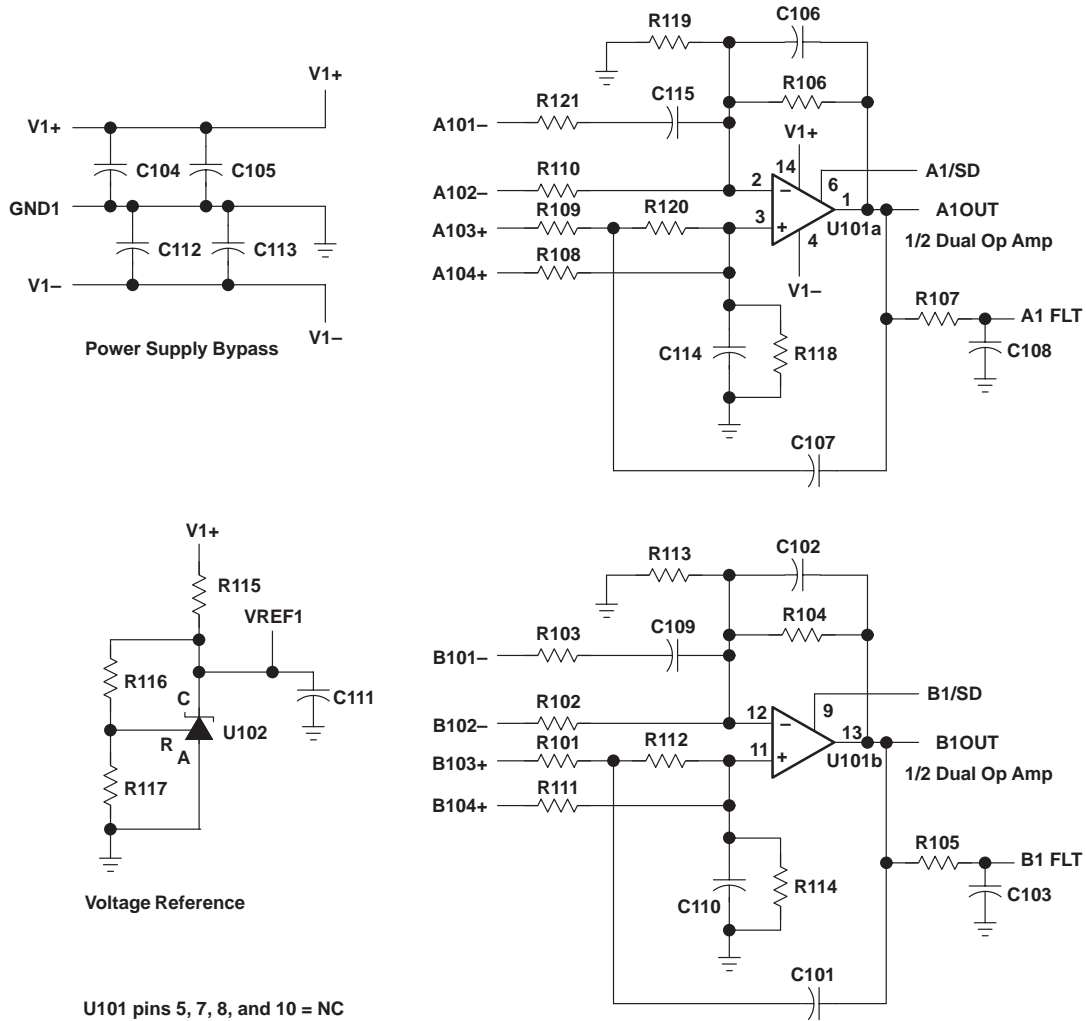 V1+
V1+
C104
C105
GND1
C112
C113
V1–
V1–
Power Supply Bypass
R119
C106
R121
C115
R106
A101–
V1+
R110
14
A102–
2
–
6
A1/SD
R109
R120
3
+
1
A103+
U101a
A1OUT
4
1/2 Dual Op Amp
R108
A104+
V1–
R107
A1 FLT
C114
R118
C108
C107
V1+
R115
VREF1
R116
C
C111
R
U102
A
R117
Voltage Reference
R113
C102
R103
C109
R104
B101–
R102
B102–
12
–
9
B1/SD
R101
R112
11
+
13
B103+
U101b
B1OUT
1/2 Dual Op Amp
R111
B104+
R105
B1 FLT
C110
R114
C103
C101
U101 pins 5, 7, 8, and 10 = NC